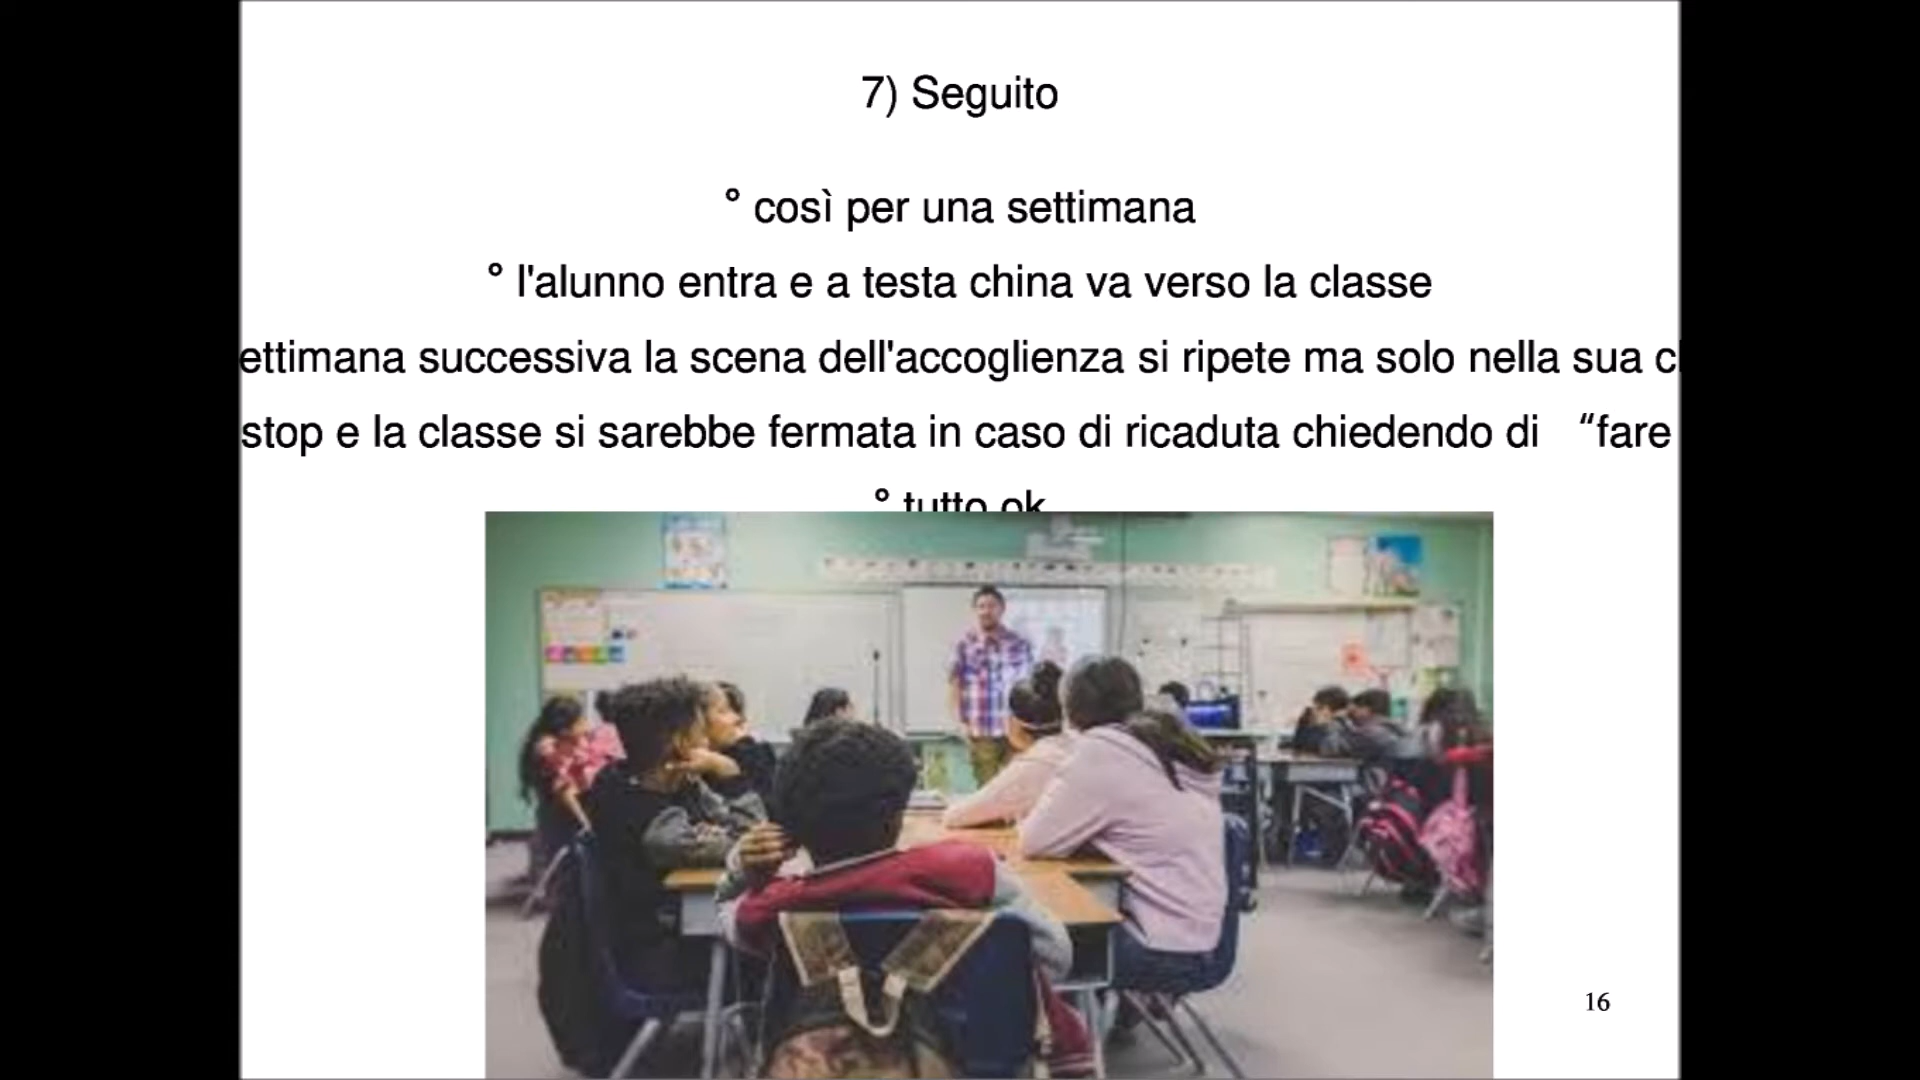 7) Seguito
° così per una settimana
° l'alunno entra e a testa china va verso la classe
ettimana successiva la scena dell'accoglienza si ripete ma solo nella sua
stop e la classe si sarebbe fermata in caso di ricaduta chiedendo di “fare
° tutto ok
16